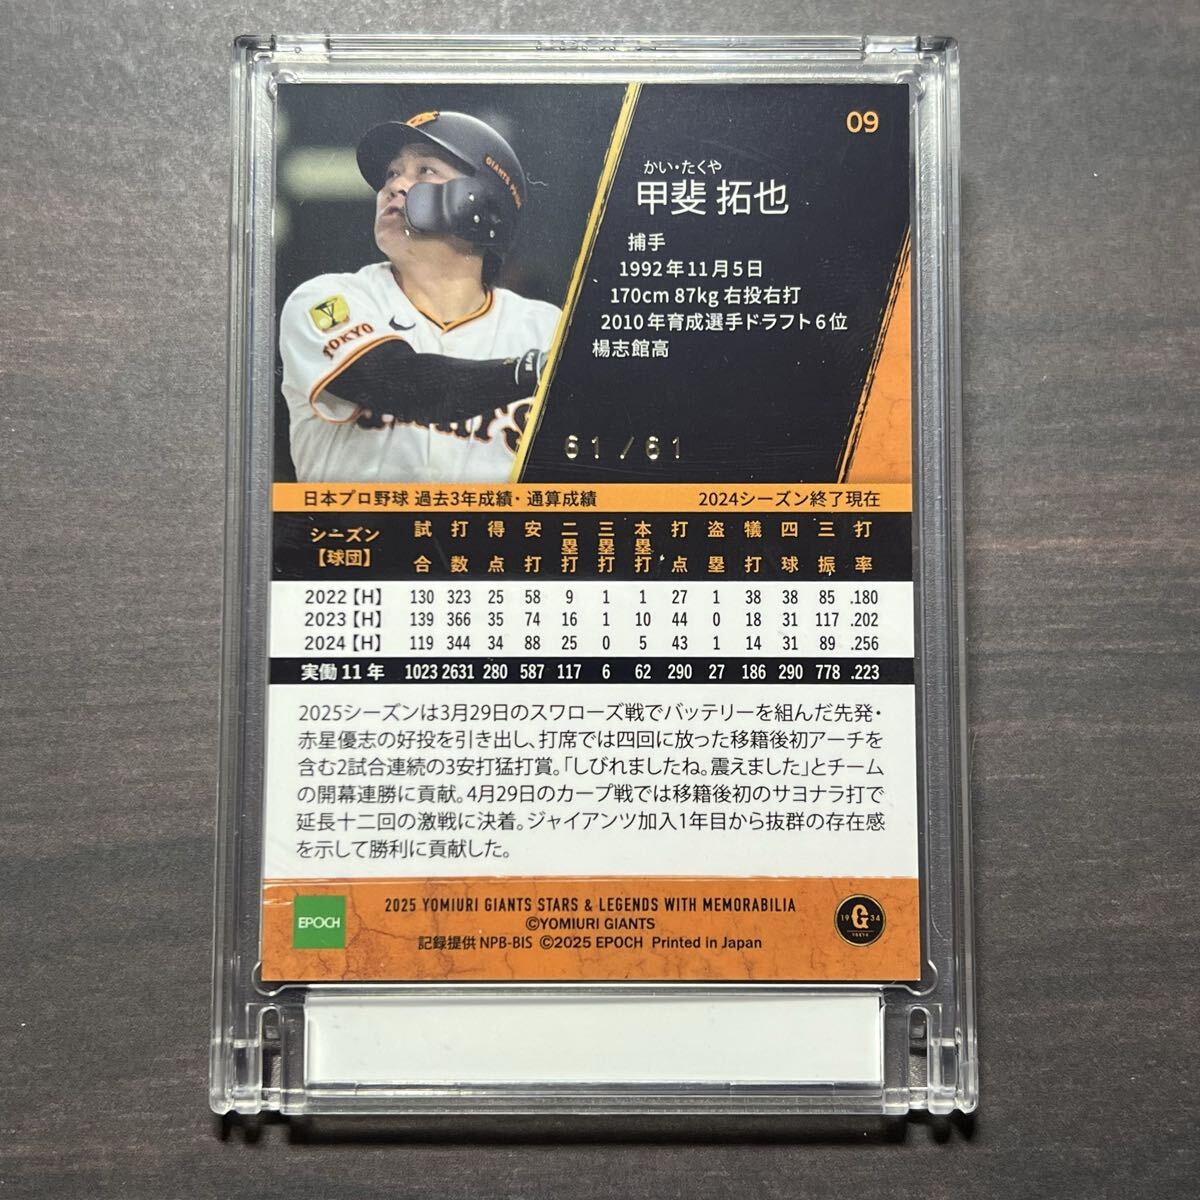 09
かい・たくや
甲斐 拓也
捕手
1992年11月5日
170cm 87kg 右投右打
2010年育成選手ドラフト6位
楊志館高
GIANTS PRIDE
TOKYO
61/61
日本プロ野球 過去3年成績・通算成績 2024シーズン終了現在
シーズン【球団】 試合 打数 得点 安打 二塁打 三塁打 本塁打 打点 盗塁 犠打 四球 三振 打率
2022【H】 130 323 25 58 9 1 1 27 1 38 38 85 .180
2023【H】 139 366 35 74 16 1 10 44 0 18 31 117 .202
2024【H】 119 344 34 88 25 0 5 43 1 14 31 89 .256
実働11年 1023 2631 280 587 117 6 62 290 27 186 290 778 .223
2025シーズンは3月29日のスワローズ戦でバッテリーを組んだ先発・
赤星優志の好投を引き出し、打席では四回に放った移籍後初アーチを
含む2試合連続の3安打猛打賞。「しびれましたね。震えました」とチーム
の開幕連勝に貢献。4月29日のカープ戦では移籍後初のサヨナラ打で
延長十二回の激戦に決着。ジャイアンツ加入1年目から抜群の存在感
を示して勝利に貢献した。
EPOCH
2025 YOMIURI GIANTS STARS & LEGENDS WITH MEMORABILIA
©YOMIURI GIANTS
記録提供 NPB-BIS ©2025 EPOCH Printed in Japan
19 G 34
TOKYO